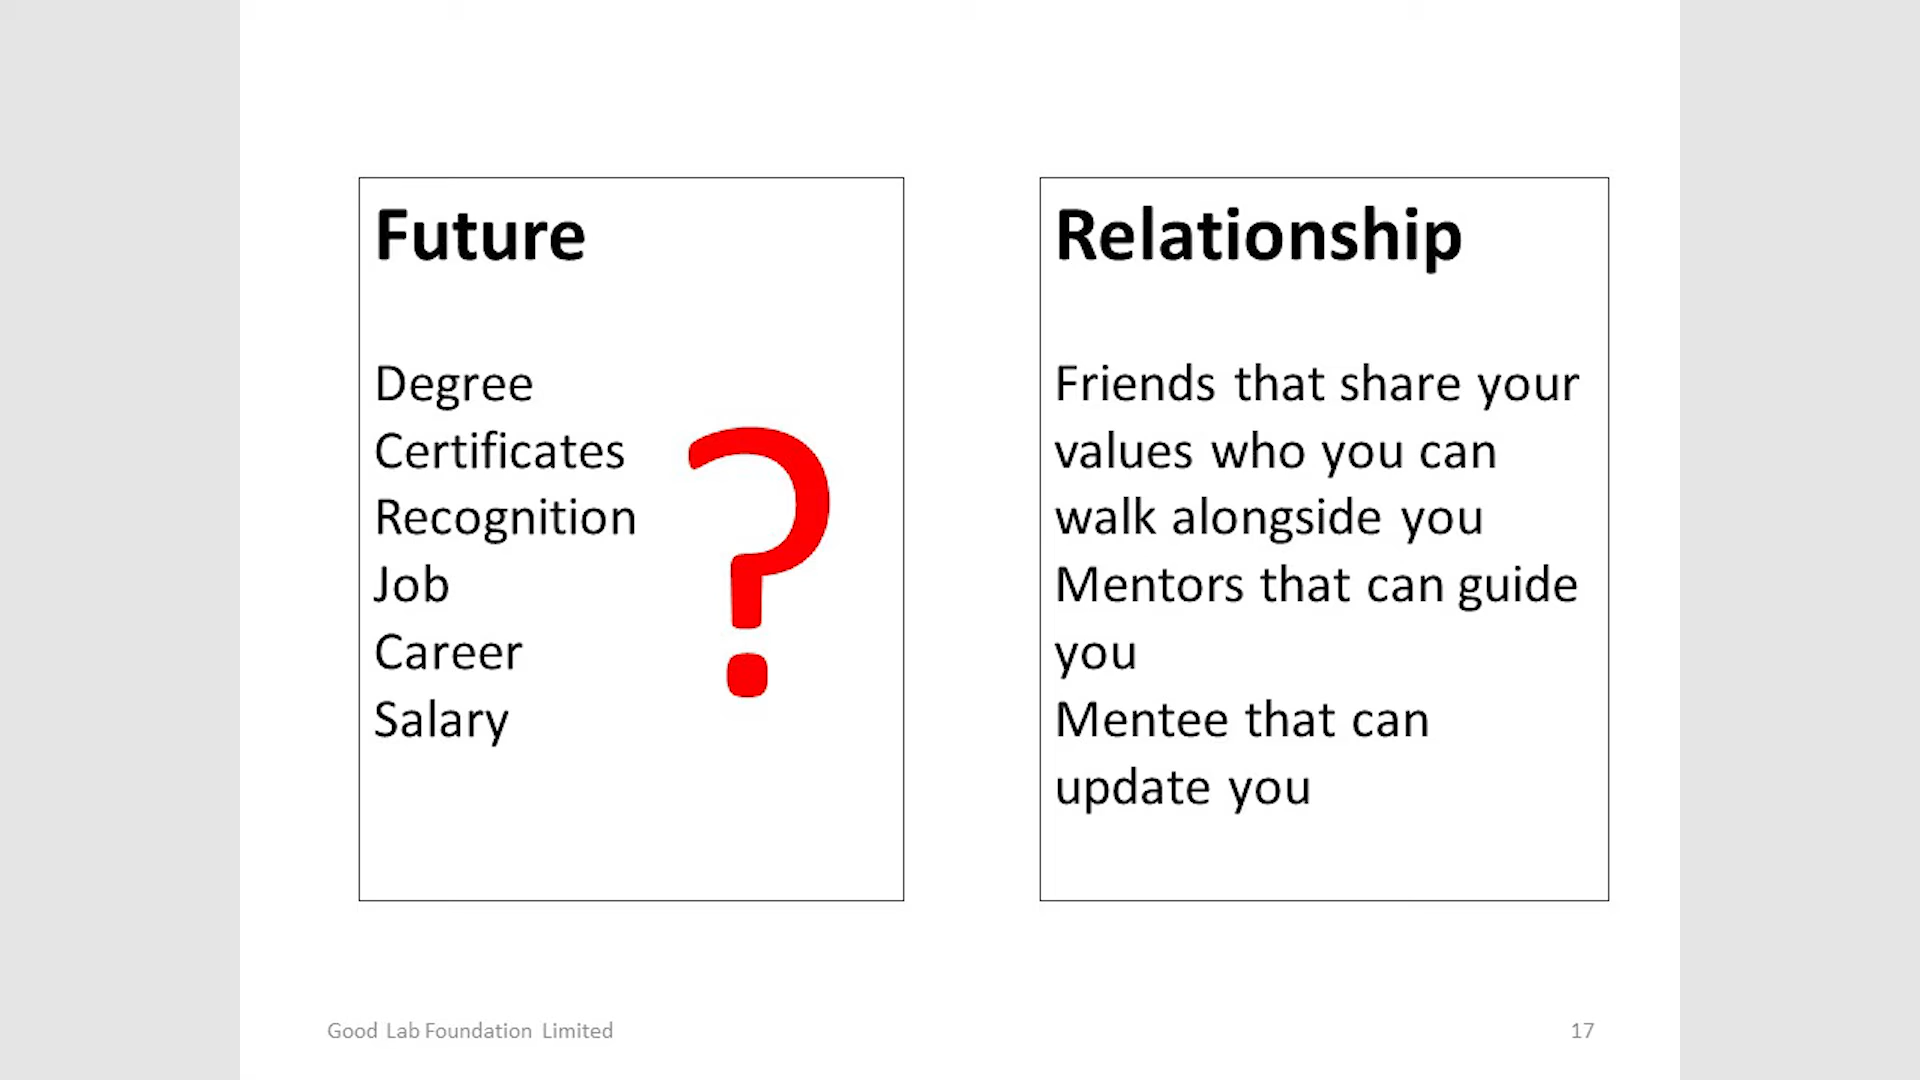 Future
Degree
Certificates
Recognition
Job
Career
Salary
?
Relationship
Friends that share your
values who you can
walk alongside you
Mentors that can guide
you
Mentee that can
update you
Good Lab Foundation Limited
17